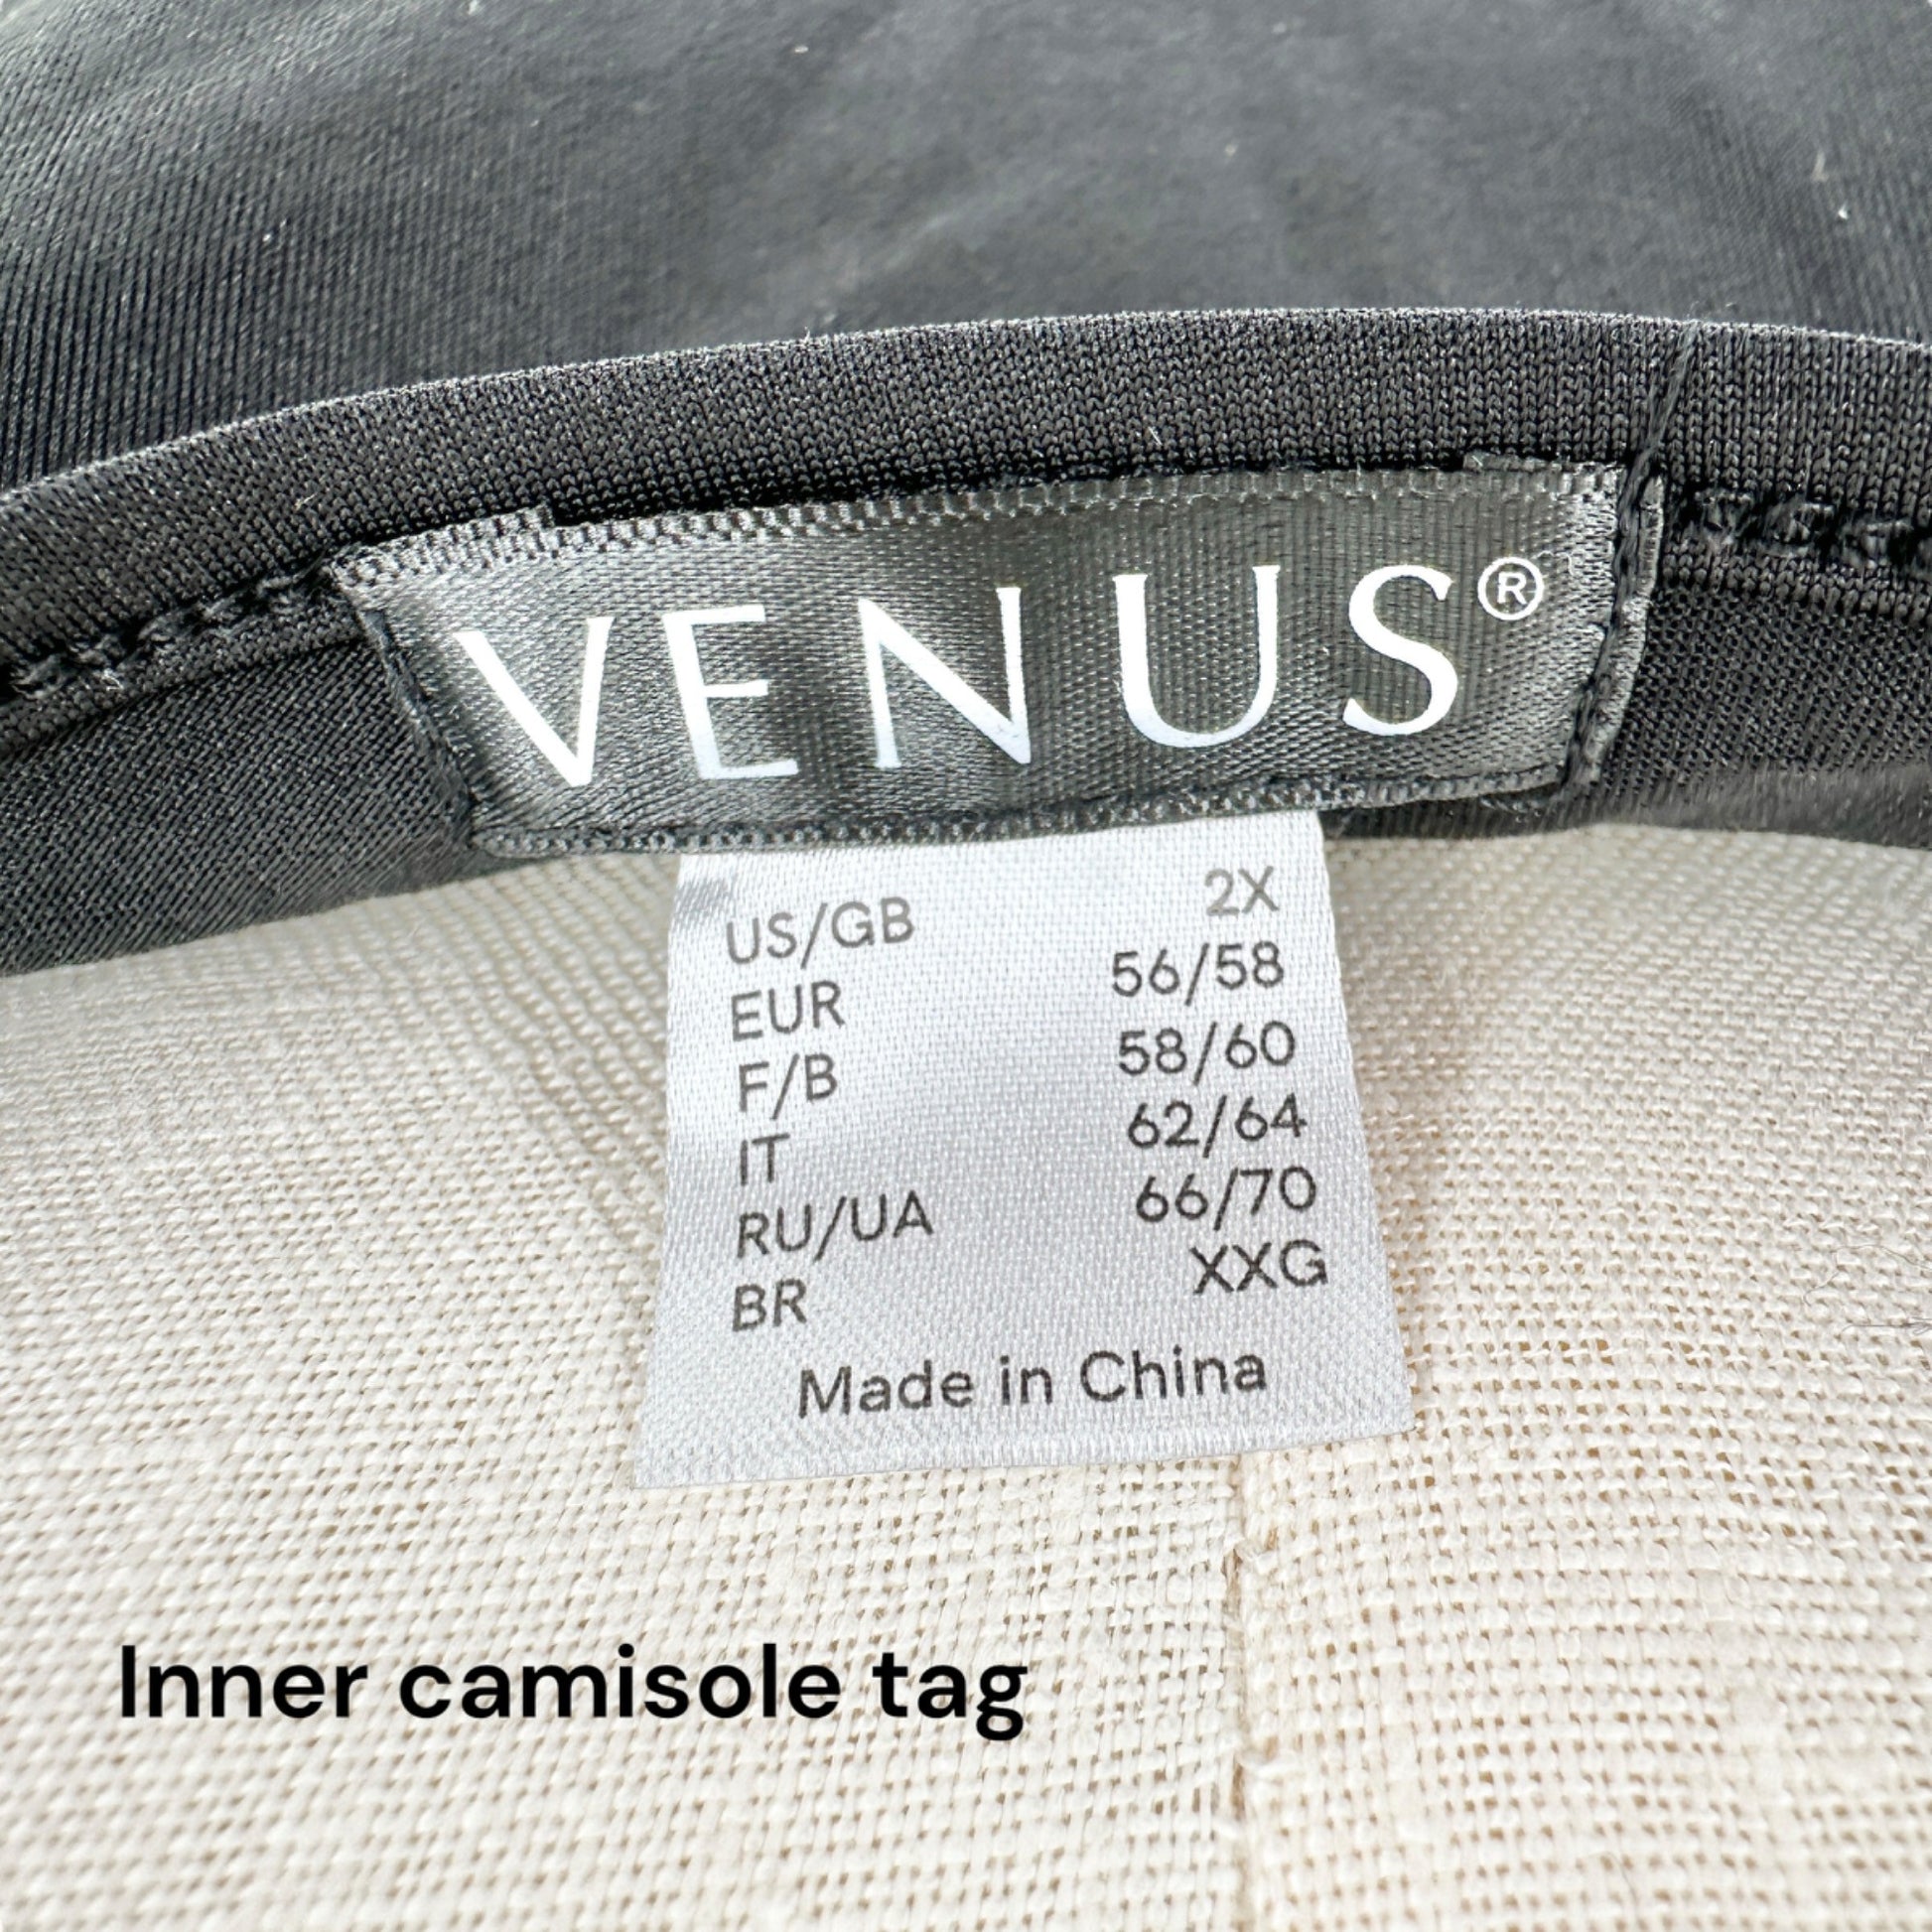 VENUS®
US/GB 2X
EUR 56/58
F/B 58/60
IT 62/64
RU/UA 66/70
BR XXG
Made in China
Inner camisole tag